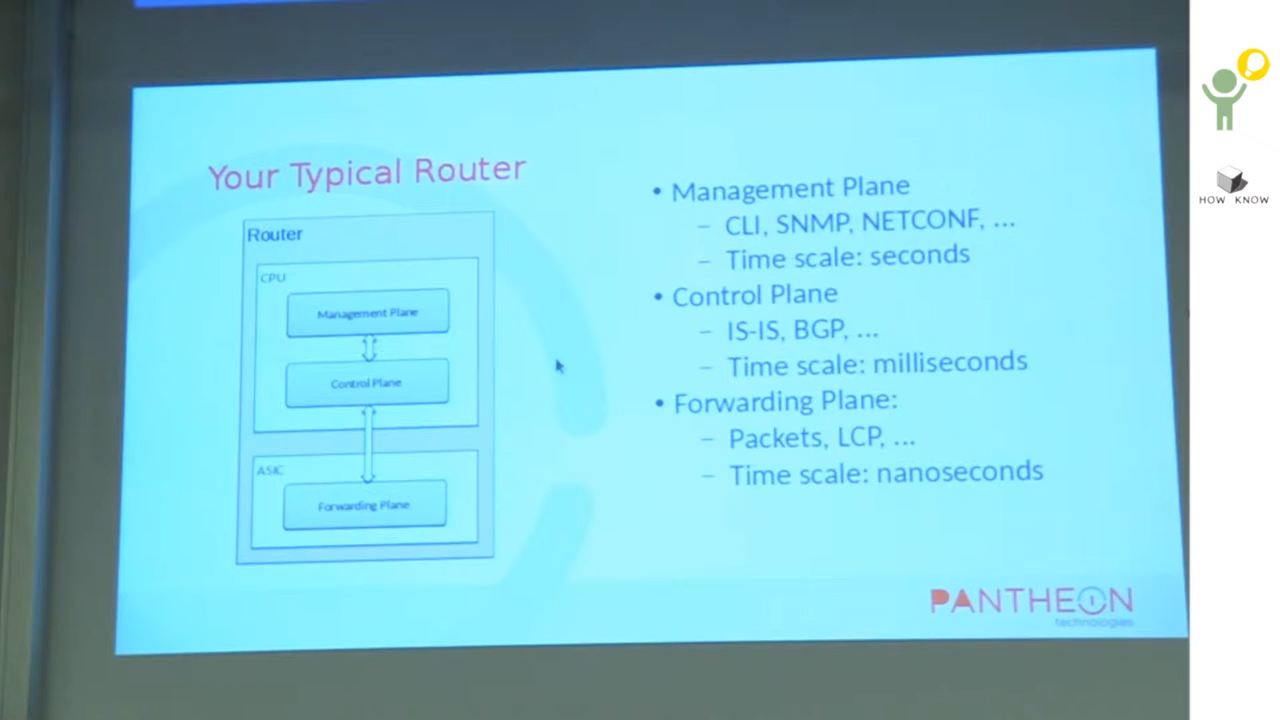 Your Typical Router
Router
CPU
Management Plane
Control Plane
ASIC
Forwarding Plane
• Management Plane
– CLI, SNMP, NETCONF, ...
– Time scale: seconds
• Control Plane
– IS-IS, BGP, ...
– Time scale: milliseconds
• Forwarding Plane:
– Packets, LCP, ...
– Time scale: nanoseconds
PANTHEON
technologies
HOW KNOW